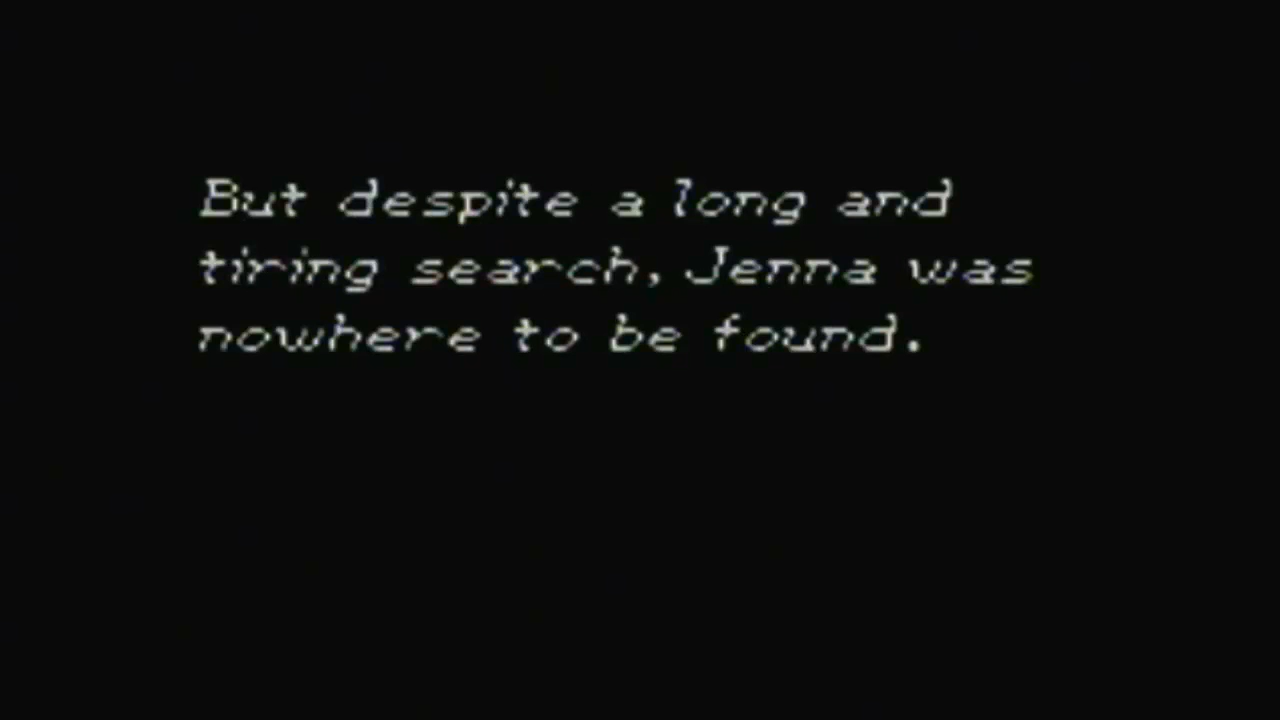 But despite a long and
tiring search, Jenna was
nowhere to be found.